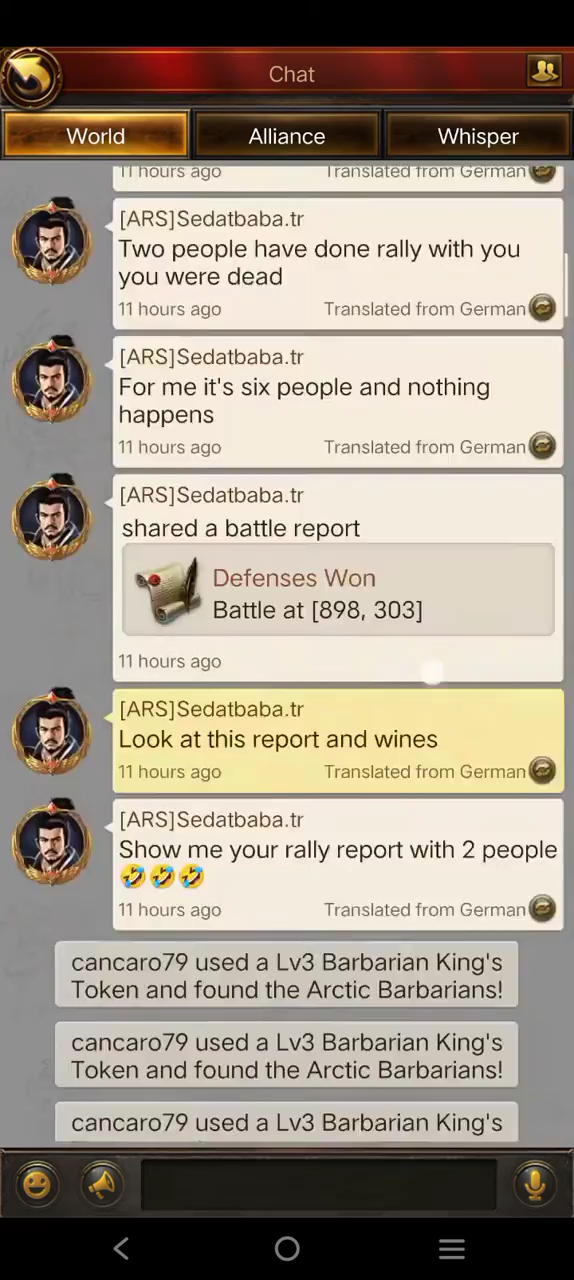 Chat
World
Alliance
Whisper
11 hours ago
Translated from German
[ARS]Sedatbaba.tr
Two people have done rally with you
you were dead
11 hours ago
Translated from German
[ARS]Sedatbaba.tr
For me it's six people and nothing
happens
11 hours ago
Translated from German
[ARS]Sedatbaba.tr
shared a battle report
Defenses Won
Battle at [898, 303]
11 hours ago
[ARS]Sedatbaba.tr
Look at this report and wines
11 hours ago
Translated from German
[ARS]Sedatbaba.tr
Show me your rally report with 2 people
🤣🤣🤣
11 hours ago
Translated from German
cancaro79 used a Lv3 Barbarian King's
Token and found the Arctic Barbarians!
cancaro79 used a Lv3 Barbarian King's
Token and found the Arctic Barbarians!
cancaro79 used a Lv3 Barbarian King's